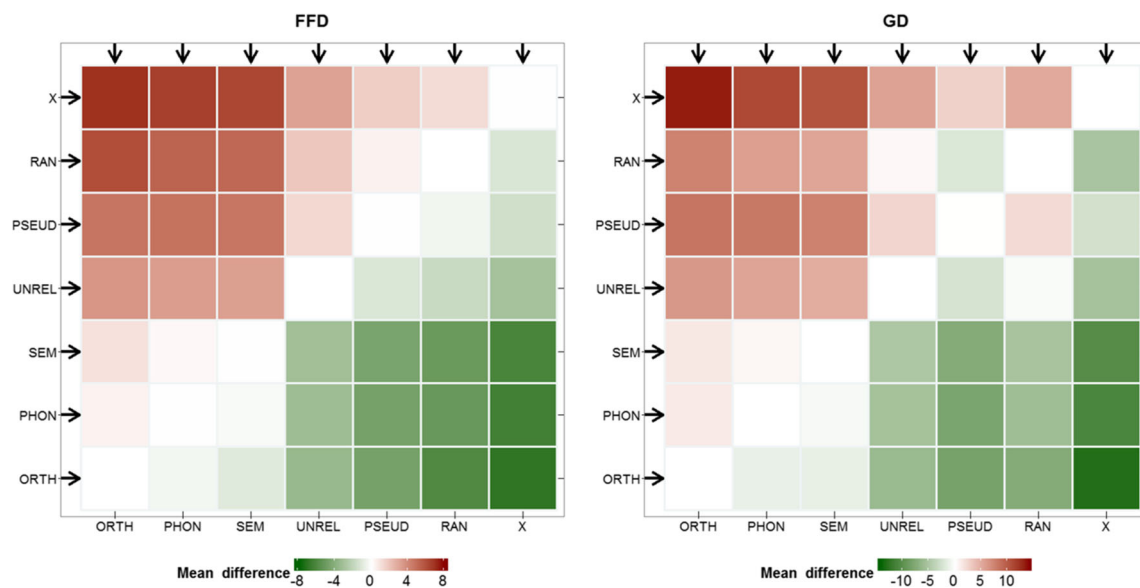 FFD
GD
X
RAN
PSEUD
UNREL
SEM
PHON
ORTH
ORTH PHON SEM UNREL PSEUD RAN X
Mean difference -8 -4 0 4 8
X
RAN
PSEUD
UNREL
SEM
PHON
ORTH
ORTH PHON SEM UNREL PSEUD RAN X
Mean difference -10 -5 0 5 10